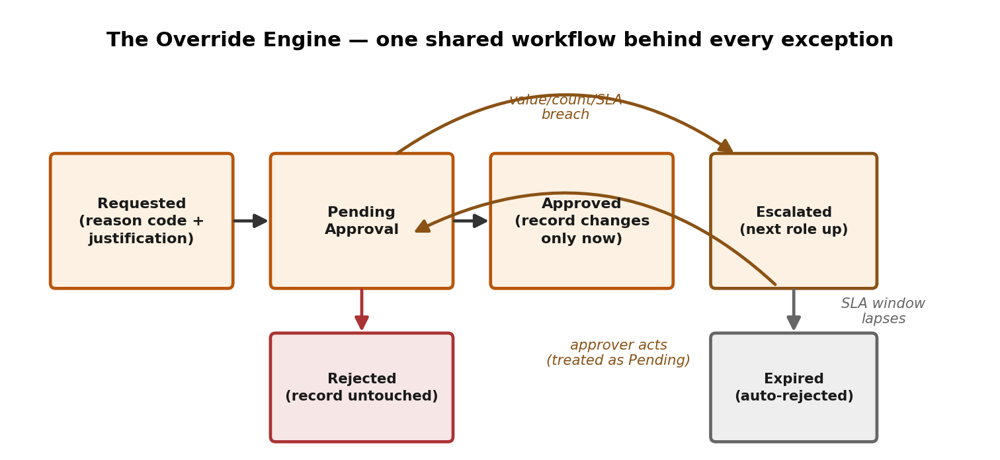 The Override Engine — one shared workflow behind every exception
value/count/SLA
breach
Requested
(reason code +
justification)
Pending
Approval
Approved
(record changes
only now)
Escalated
(next role up)
SLA window
lapses
approver acts
(treated as Pending)
Rejected
(record untouched)
Expired
(auto-rejected)